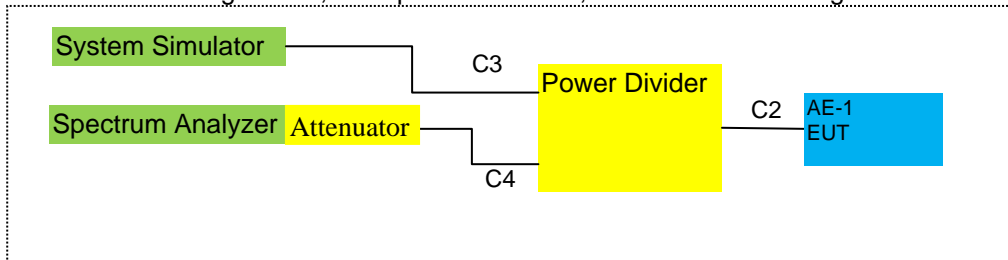 System Simulator
C3
Power Divider
Spectrum Analyzer Attenuator
C4
C2
AE-1
EUT